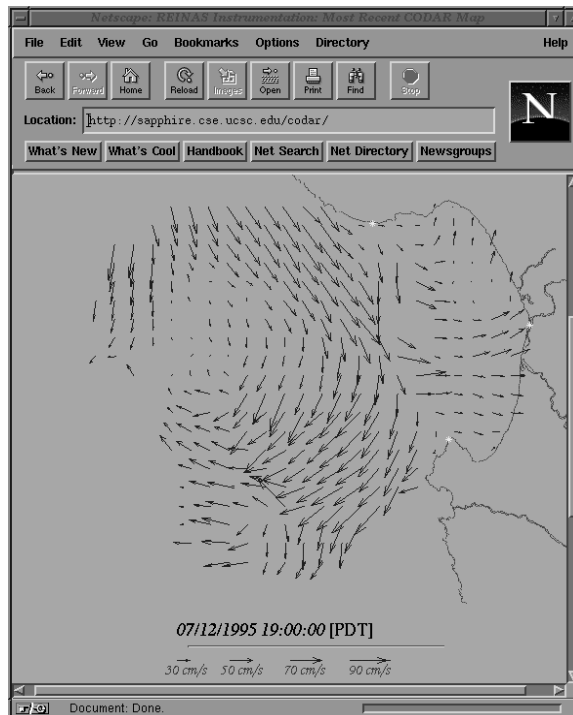 Netscape: REINAS Instrumentation: Most Recent CODAR Map
File Edit View Go Bookmarks Options Directory Help
Back Forward Home Reload Images Open Print Find Stop
Location: http://sapphire.cse.ucsc.edu/codar/
N
What's New What's Cool Handbook Net Search Net Directory Newsgroups
07/12/1995 19:00:00 [PDT]
30 cm/s 50 cm/s 70 cm/s 90 cm/s
Document: Done.